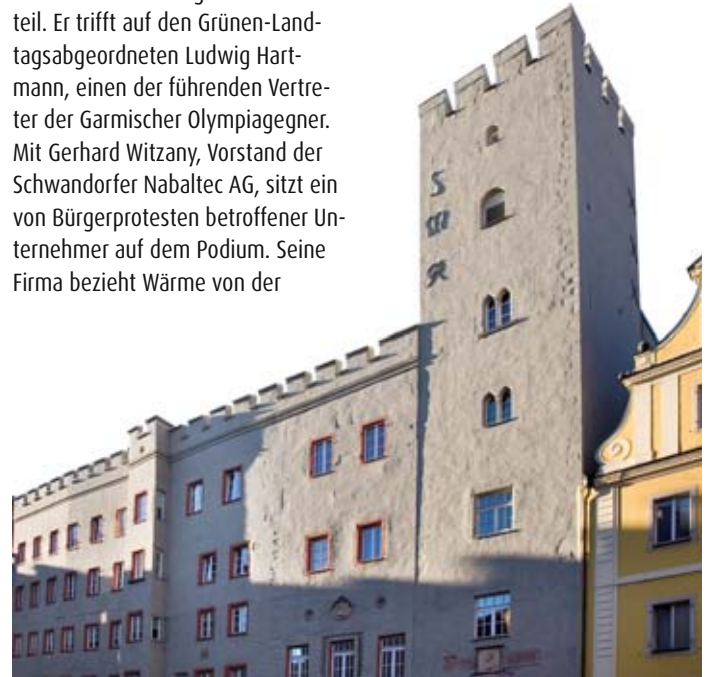 teil. Er trifft auf den Grünen-Land-
tagsabgeordneten Ludwig Hart-
mann, einen der führenden Vertre-
ter der Garmischer Olympiagegner.
Mit Gerhard Witzany, Vorstand der
Schwandorfer Nabaltec AG, sitzt ein
von Bürgerprotesten betroffener Un-
ternehmer auf dem Podium. Seine
Firma bezieht Wärme von der